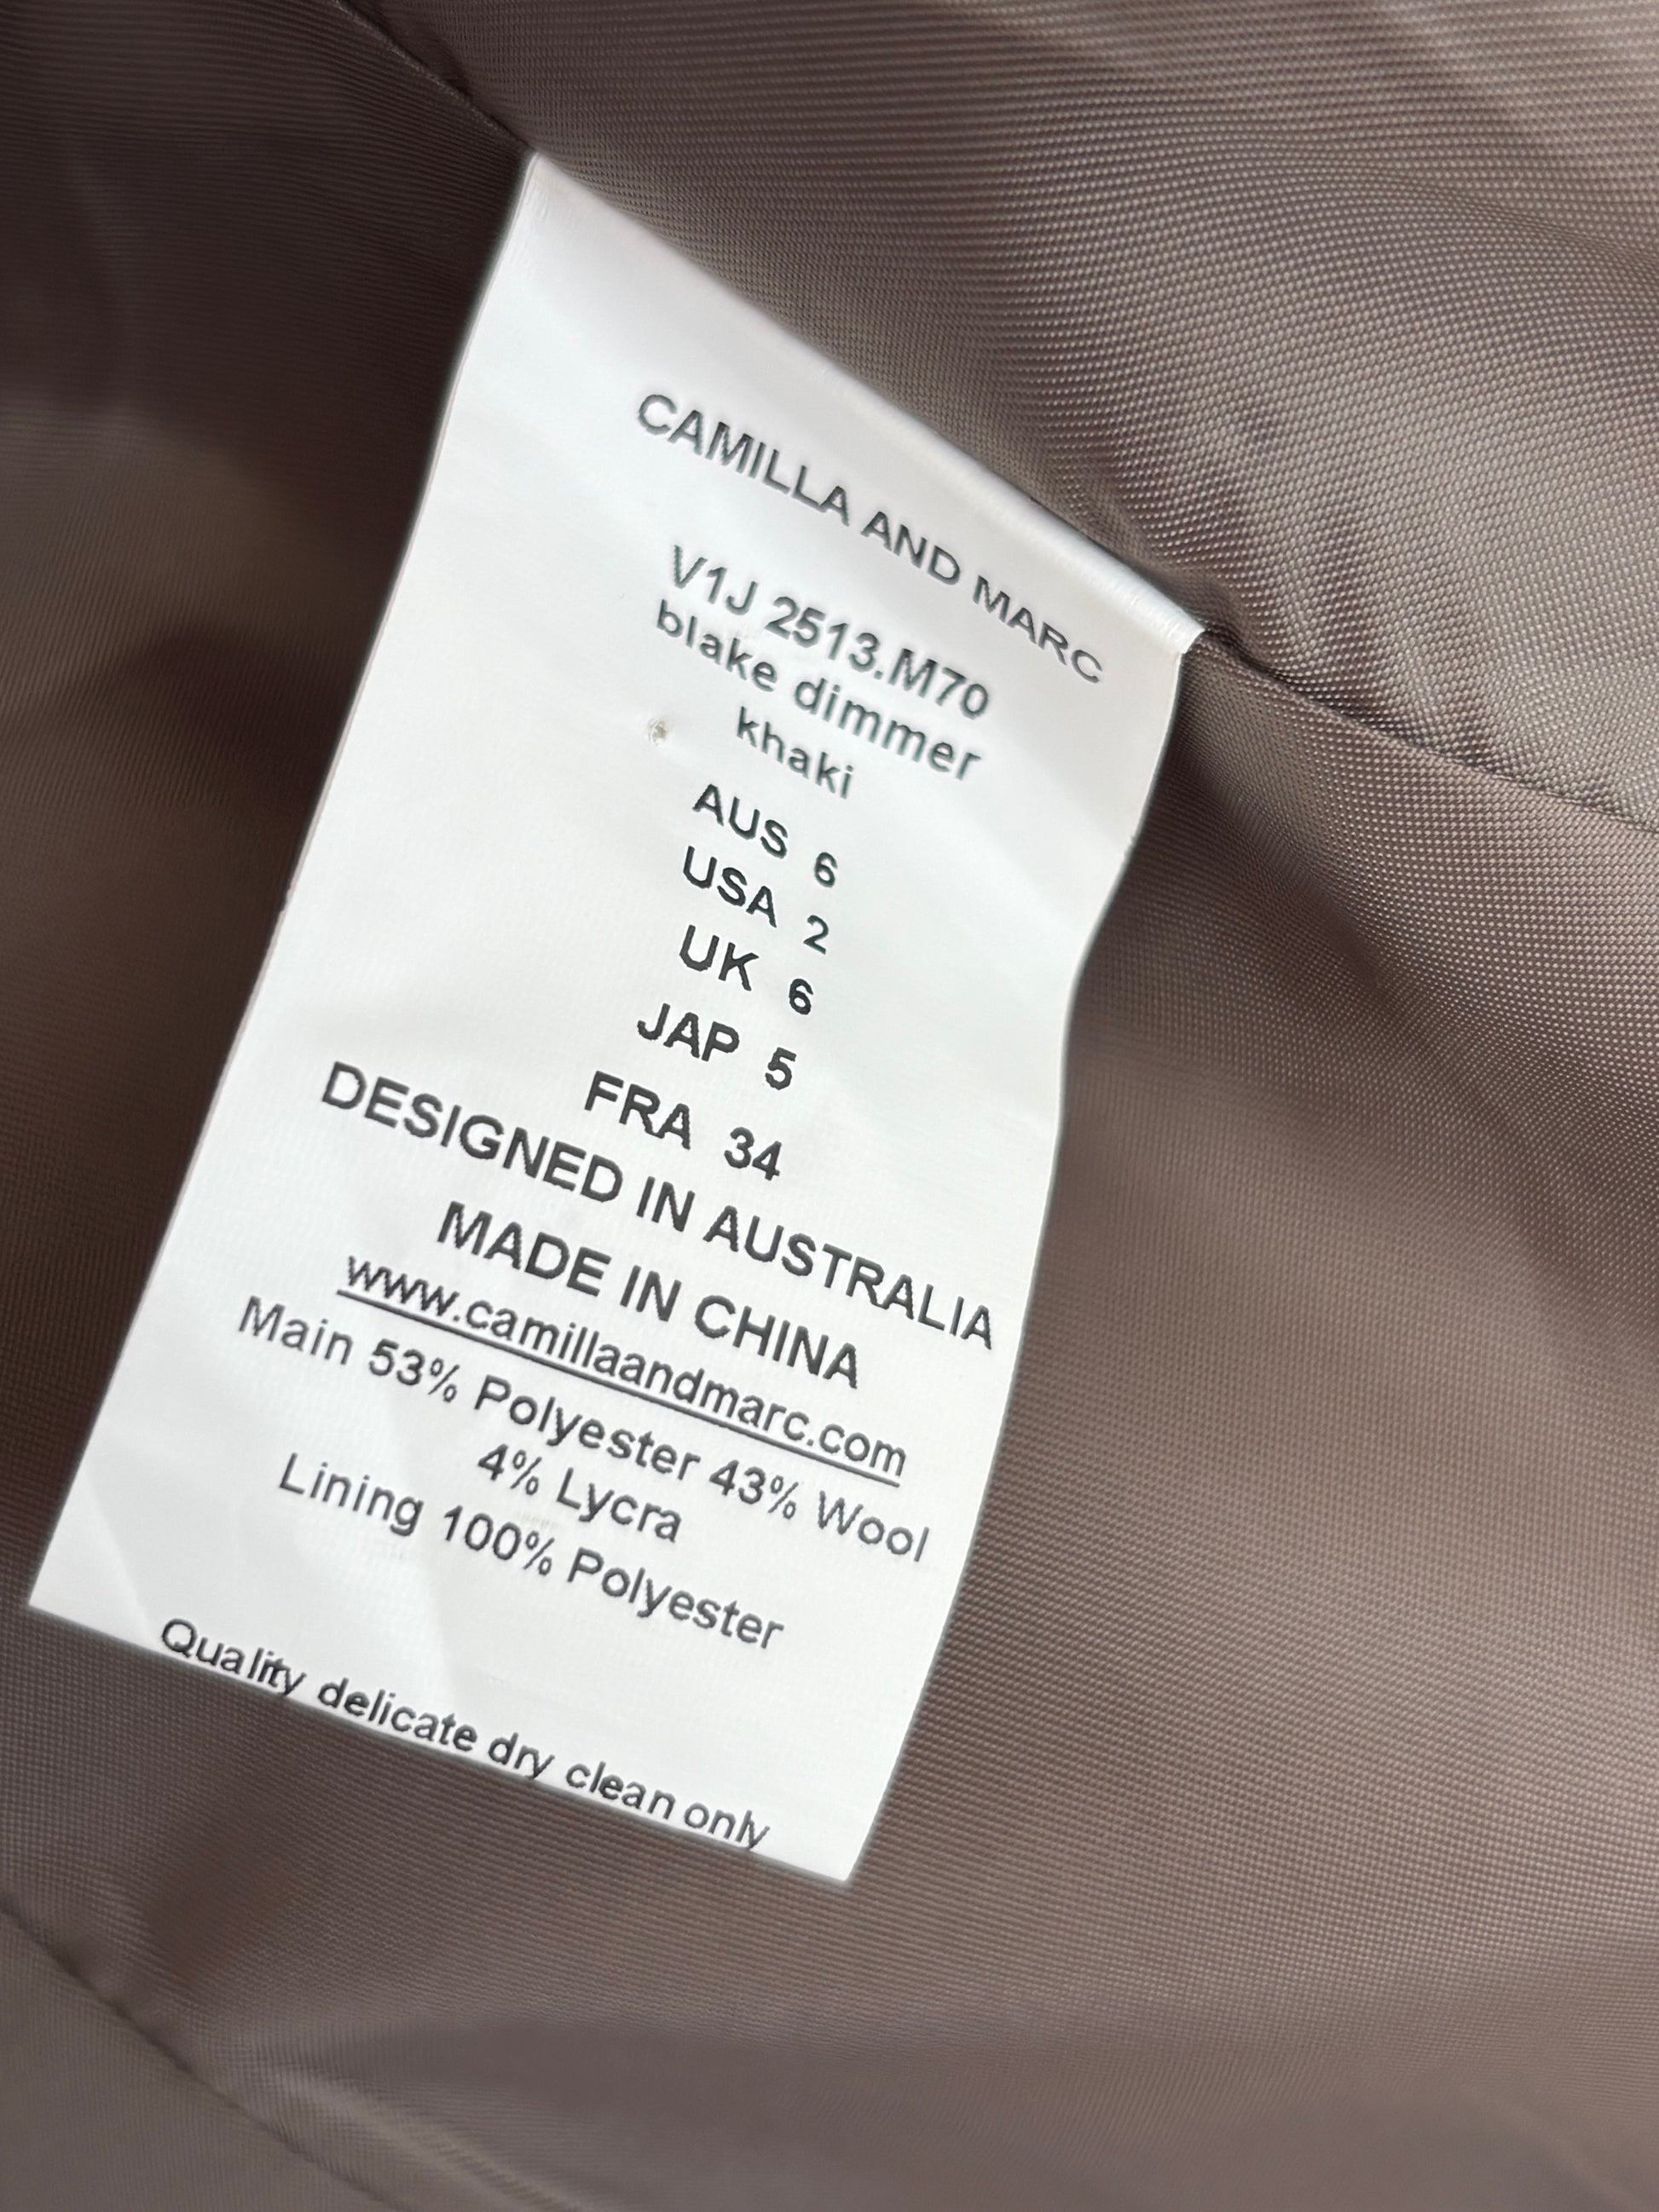 CAMILLA AND MARC
V1J 2513.M70
blake dimmer
khaki
AUS 6
USA 2
UK 6
JAP 5
FRA 34
DESIGNED IN AUSTRALIA
MADE IN CHINA
www.camillaandmarc.com
Main 53% Polyester 43% Wool
4% Lycra
Lining 100% Polyester
Quality delicate dry clean only